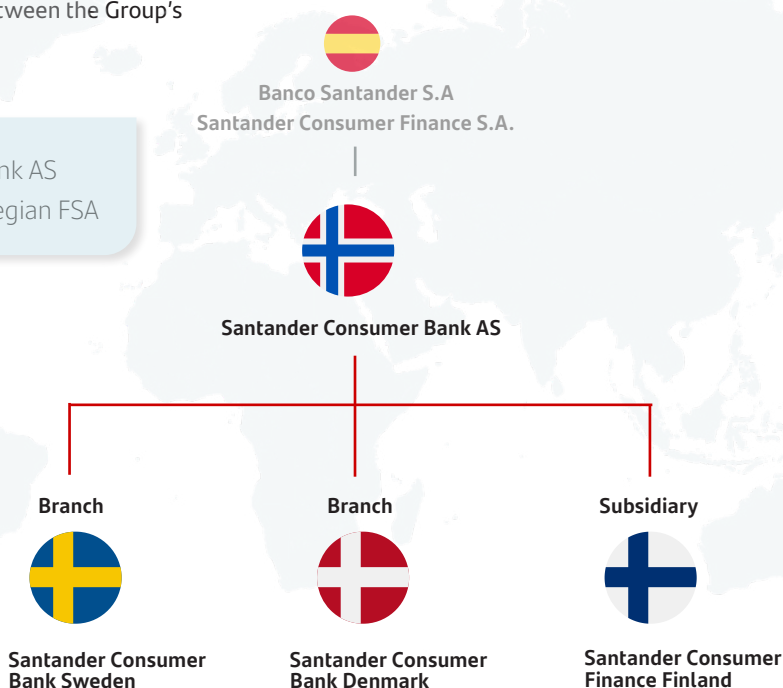 tween the Group's
Banco Santander S.A
Santander Consumer Finance S.A.
nk AS
egian FSA
Santander Consumer Bank AS
Branch
Branch
Subsidiary
Santander Consumer
Bank Sweden
Santander Consumer
Bank Denmark
Santander Consumer
Finance Finland